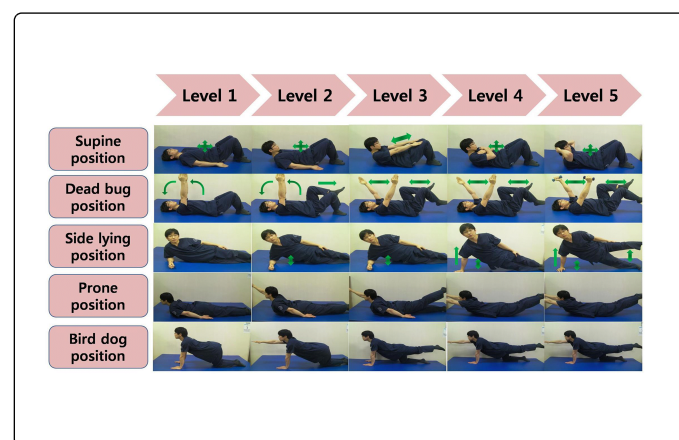 Level 1
Level 2
Level 3
Level 4
Level 5
Supine
position
Dead bug
position
Side lying
position
Prone
position
Bird dog
position